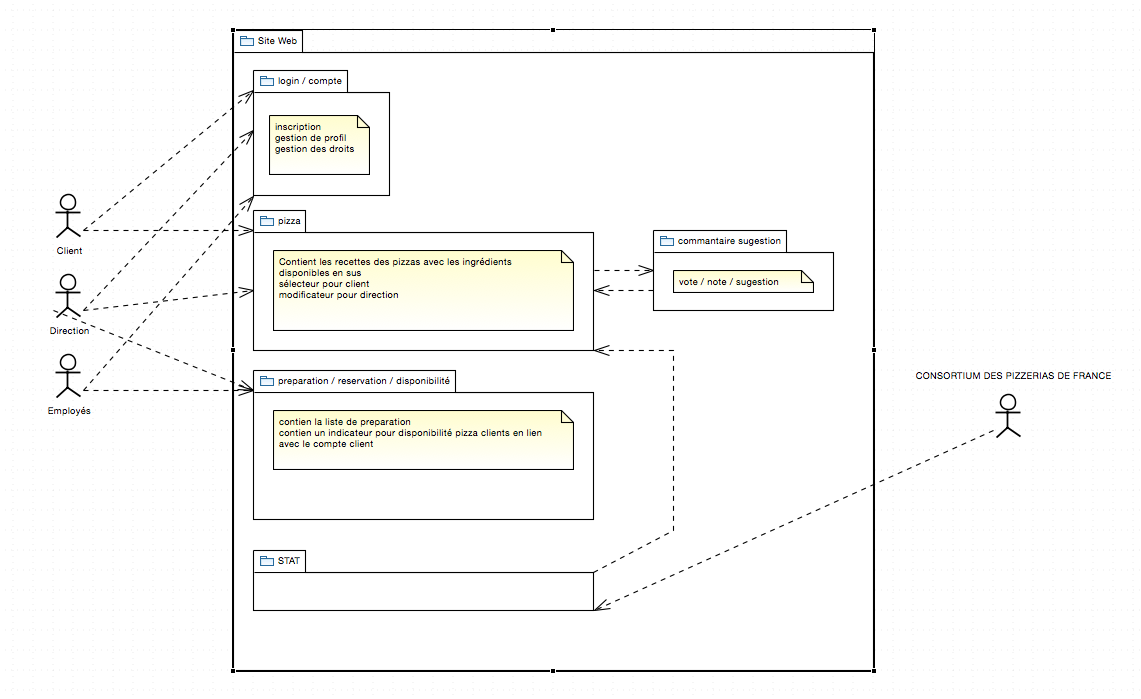 Site Web
login / compte
inscription
gestion de profil
gestion des droits
Client
Direction
Employés
pizza
Contient les recettes des pizzas avec les ingrédients
disponibles en sus
sélecteur pour client
modificateur pour direction
commantaire sugestion
vote / note / sugestion
preparation / reservation / disponibilité
contien la liste de preparation
contien un indicateur pour disponibilité pizza clients en lien
avec le compte client
CONSORTIUM DES PIZZERIAS DE FRANCE
STAT